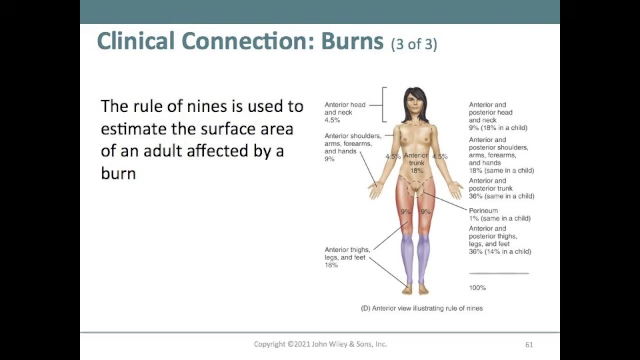 Clinical Connection: Burns (3 of 3)
The rule of nines is used to
estimate the surface area
of an adult affected by a
burn
Anterior head
and neck
4.5%
Anterior shoulders,
arms, forearms,
and hands
9%
4.5%
Anterior
trunk
18%
4.5%
9%
9%
Anterior thighs,
legs, and feet
18%
Anterior and
posterior head
and neck
9% (18% in a child)
Anterior and
posterior shoulders,
arms, forearms,
and hands
18% (same in a child)
Anterior and
posterior trunk
36% (same in a child)
Perineum
1% (same in a child)
Anterior and
posterior thighs,
legs, and feet
36% (14% in a child)
100%
(D) Anterior view illustrating rule of nines
Copyright ©2021 John Wiley & Sons, Inc.
61